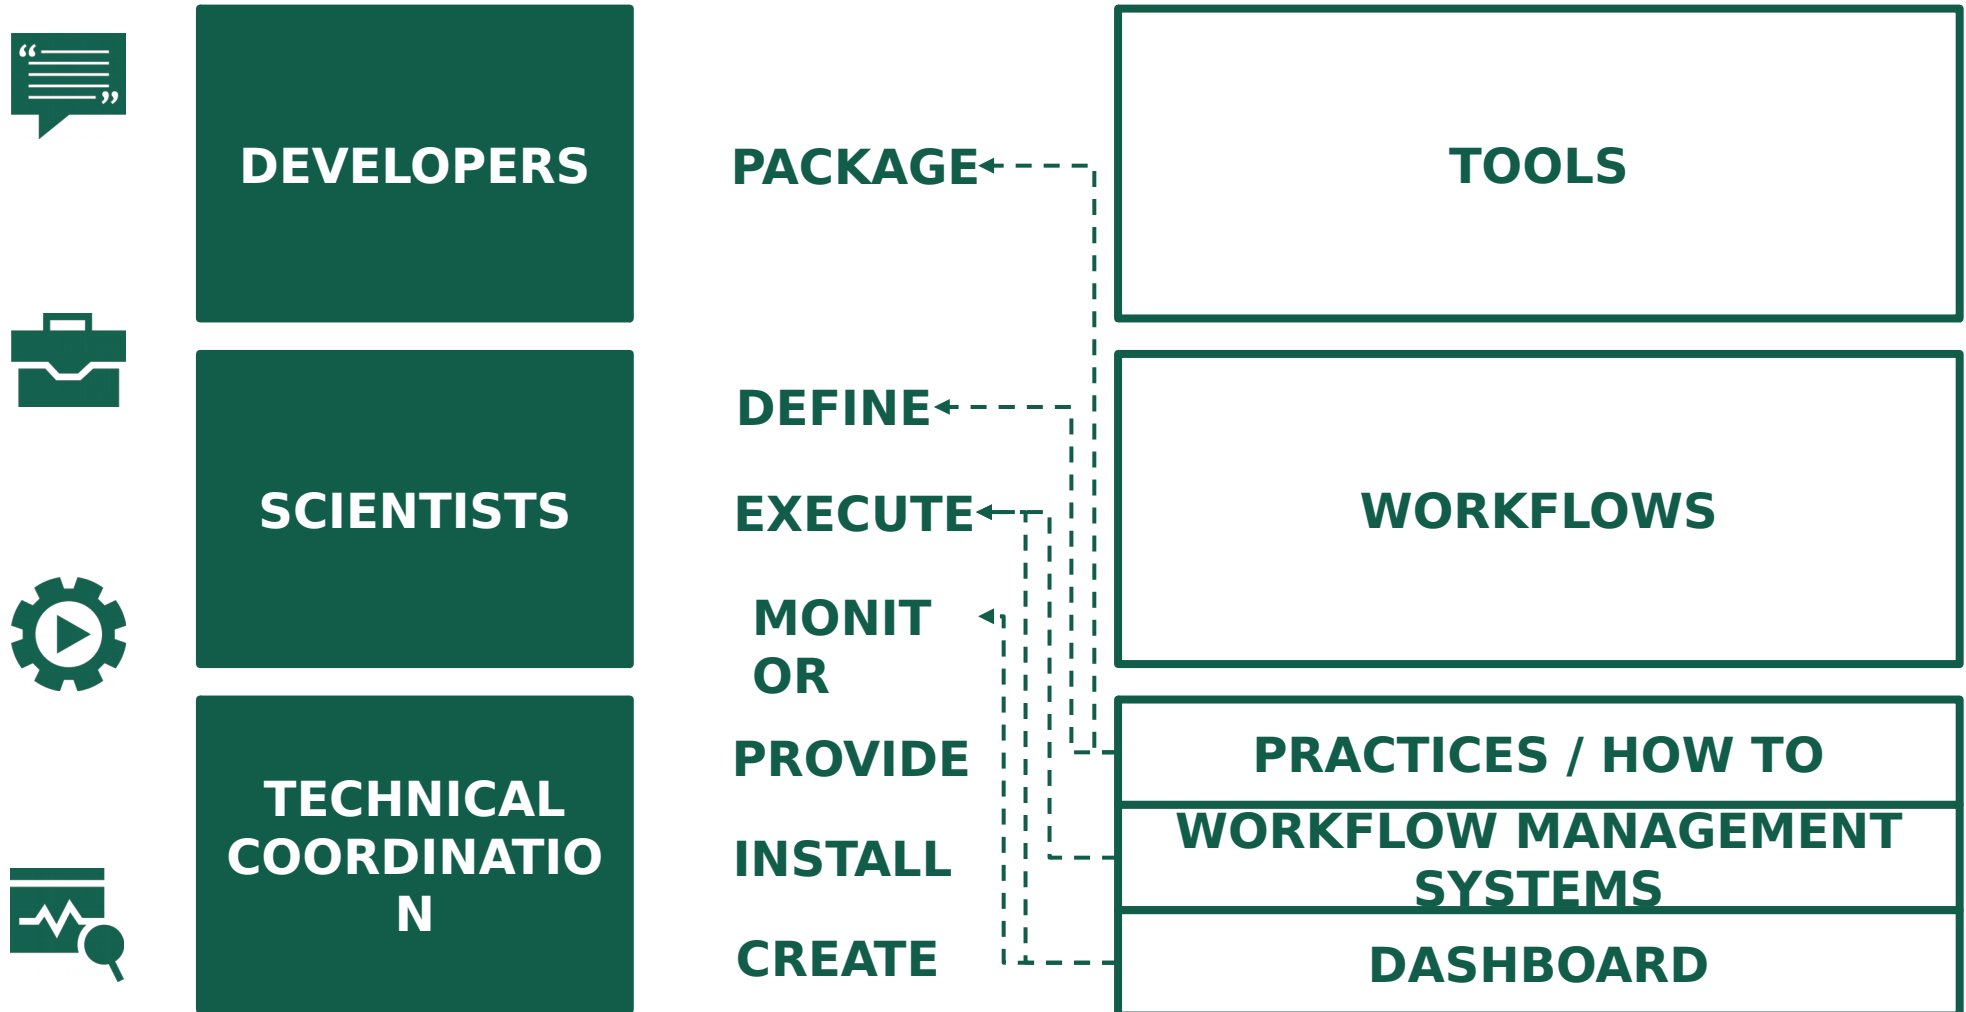 DEVELOPERS
PACKAGE
TOOLS
SCIENTISTS
DEFINE
EXECUTE
MONIT
OR
WORKFLOWS
TECHNICAL
COORDINATIO
N
PROVIDE
PRACTICES / HOW TO
INSTALL
WORKFLOW MANAGEMENT
SYSTEMS
CREATE
DASHBOARD